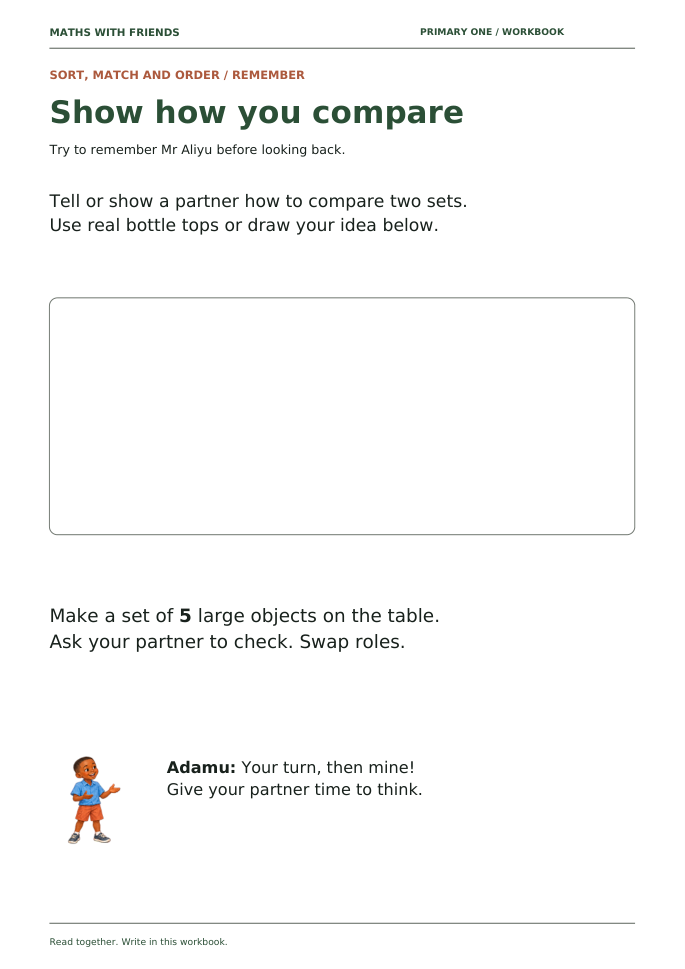 MATHS WITH FRIENDS
PRIMARY ONE / WORKBOOK
SORT, MATCH AND ORDER / REMEMBER
Show how you compare
Try to remember Mr Aliyu before looking back.
Tell or show a partner how to compare two sets.
Use real bottle tops or draw your idea below.
Make a set of 5 large objects on the table.
Ask your partner to check. Swap roles.
Adamu: Your turn, then mine!
Give your partner time to think.
Read together. Write in this workbook.